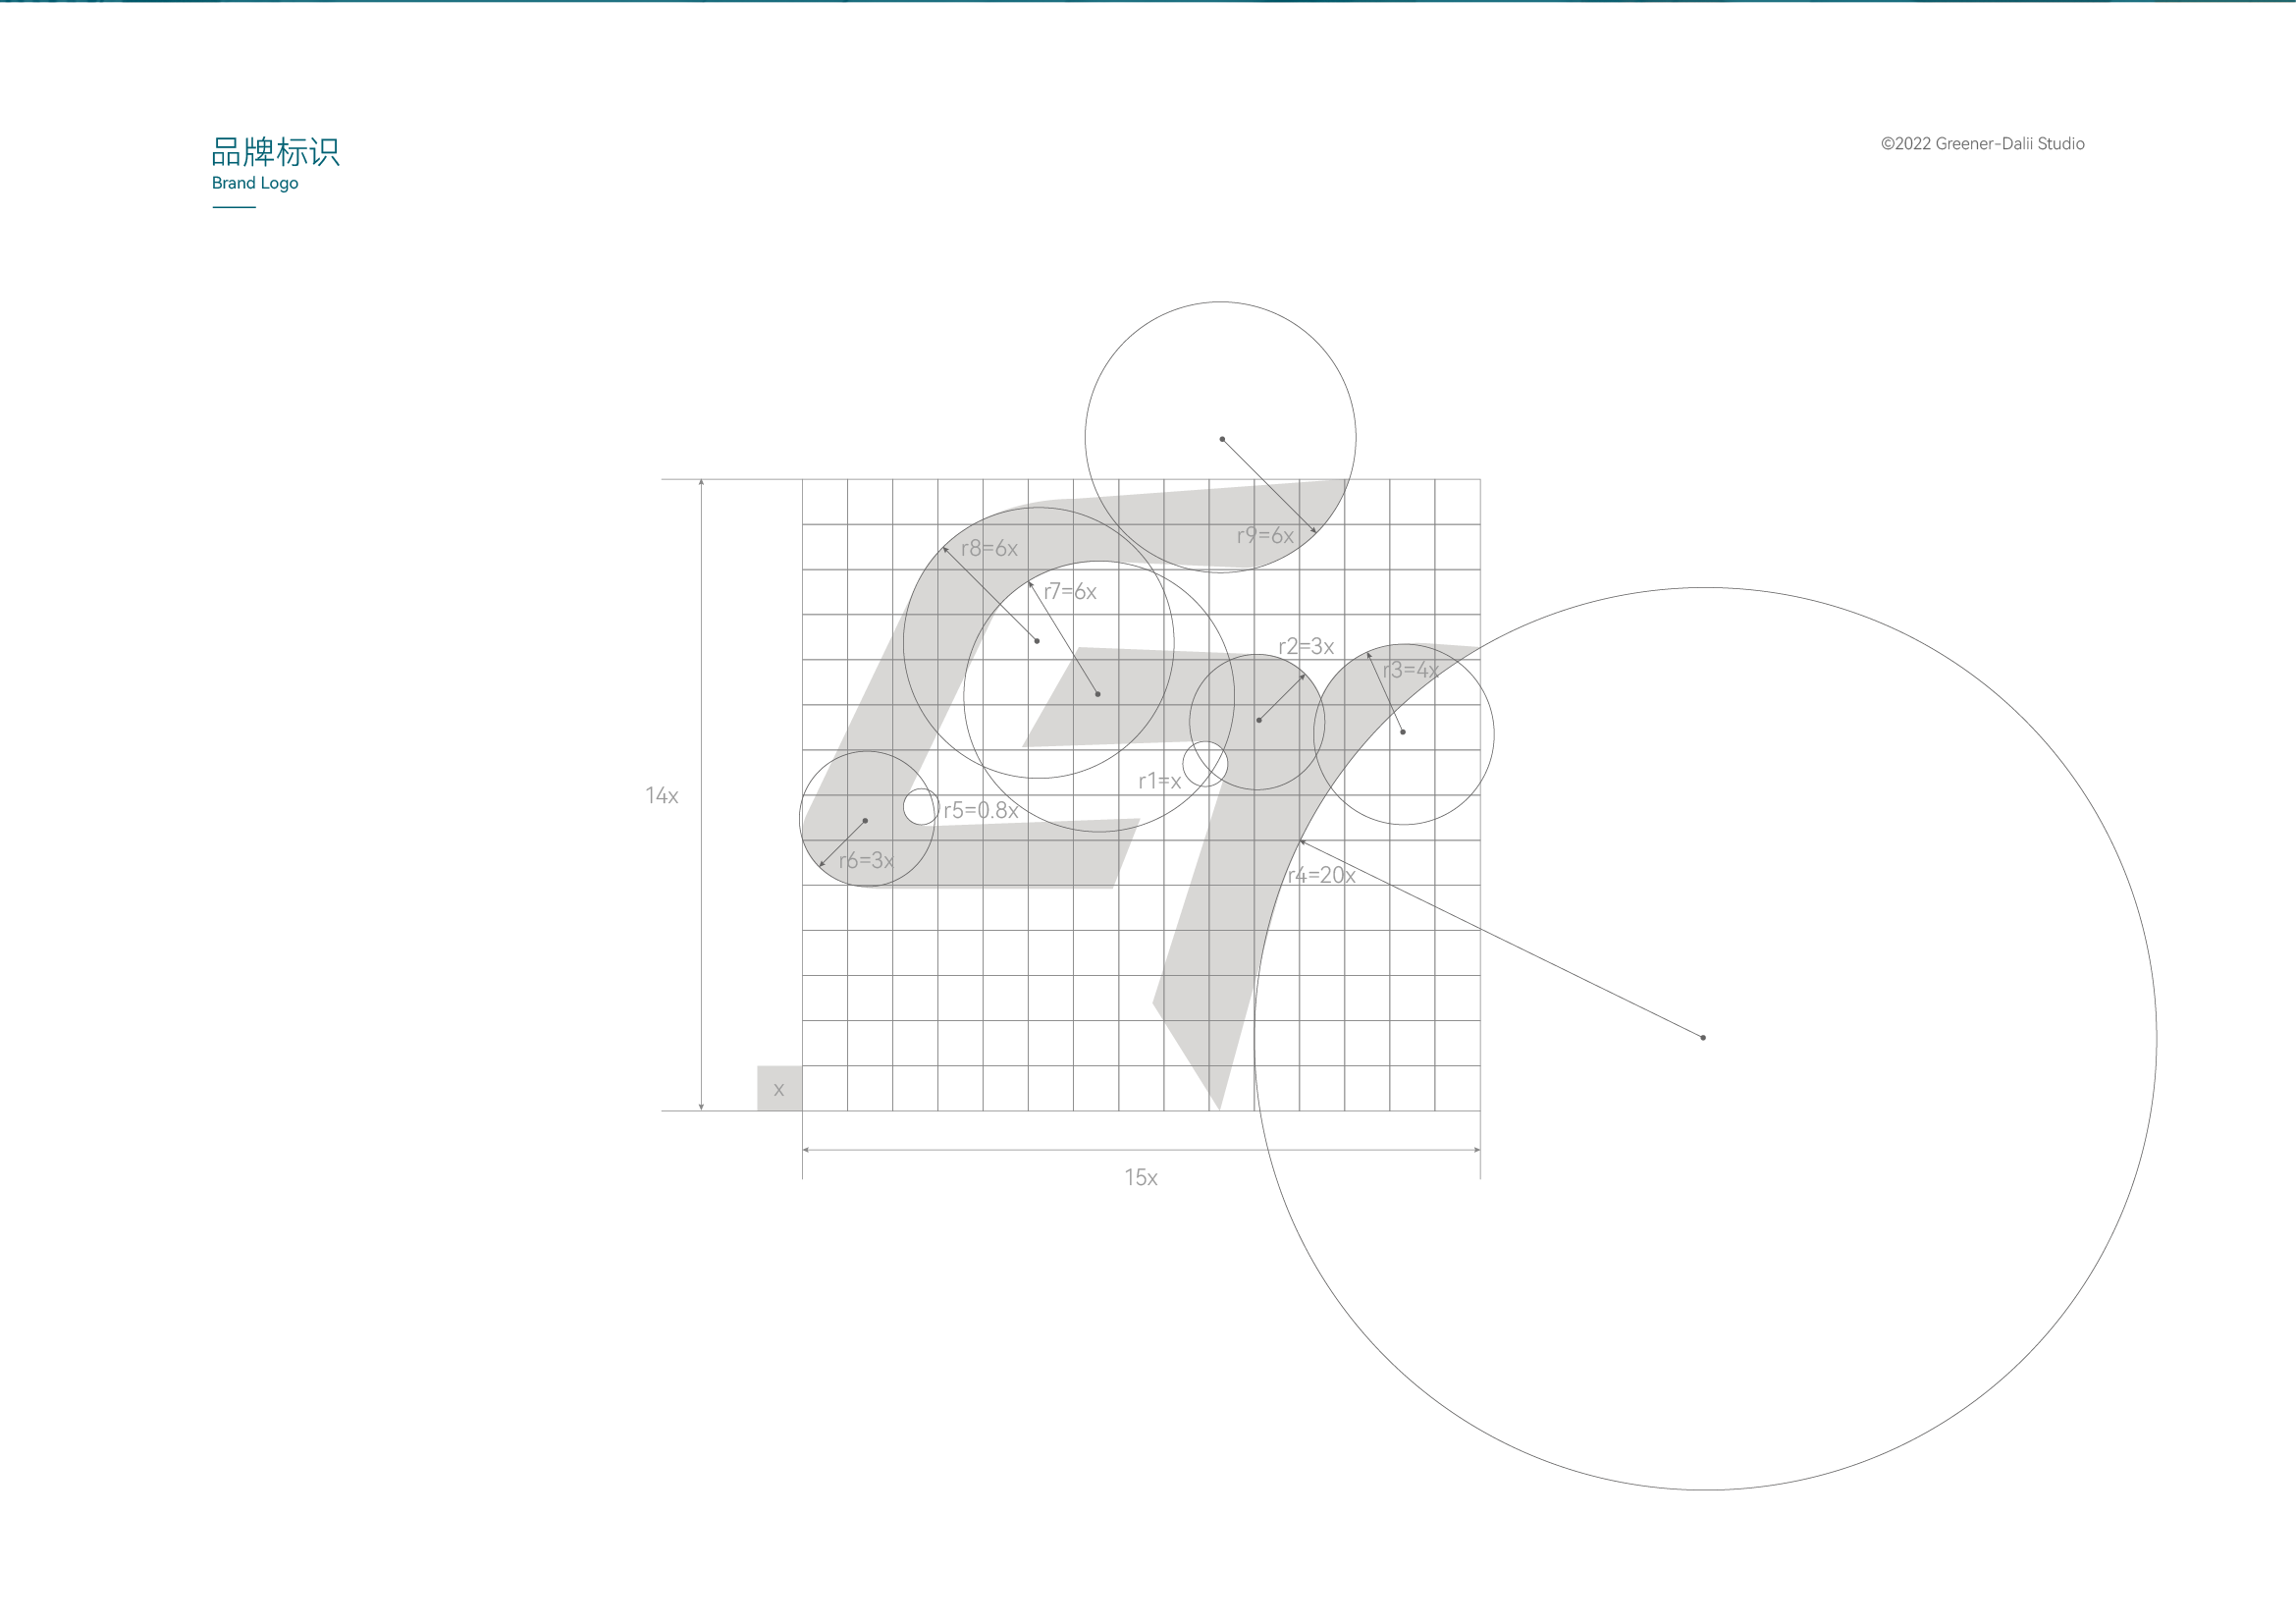 品牌标识
Brand Logo
©2022 Greener-Dalii Studio
r9=6x
r8=6x
r7=6x
r2=3x
r3=4x
r1=x
14x
r5=0.8x
r6=3x
r4=20x
x
15x